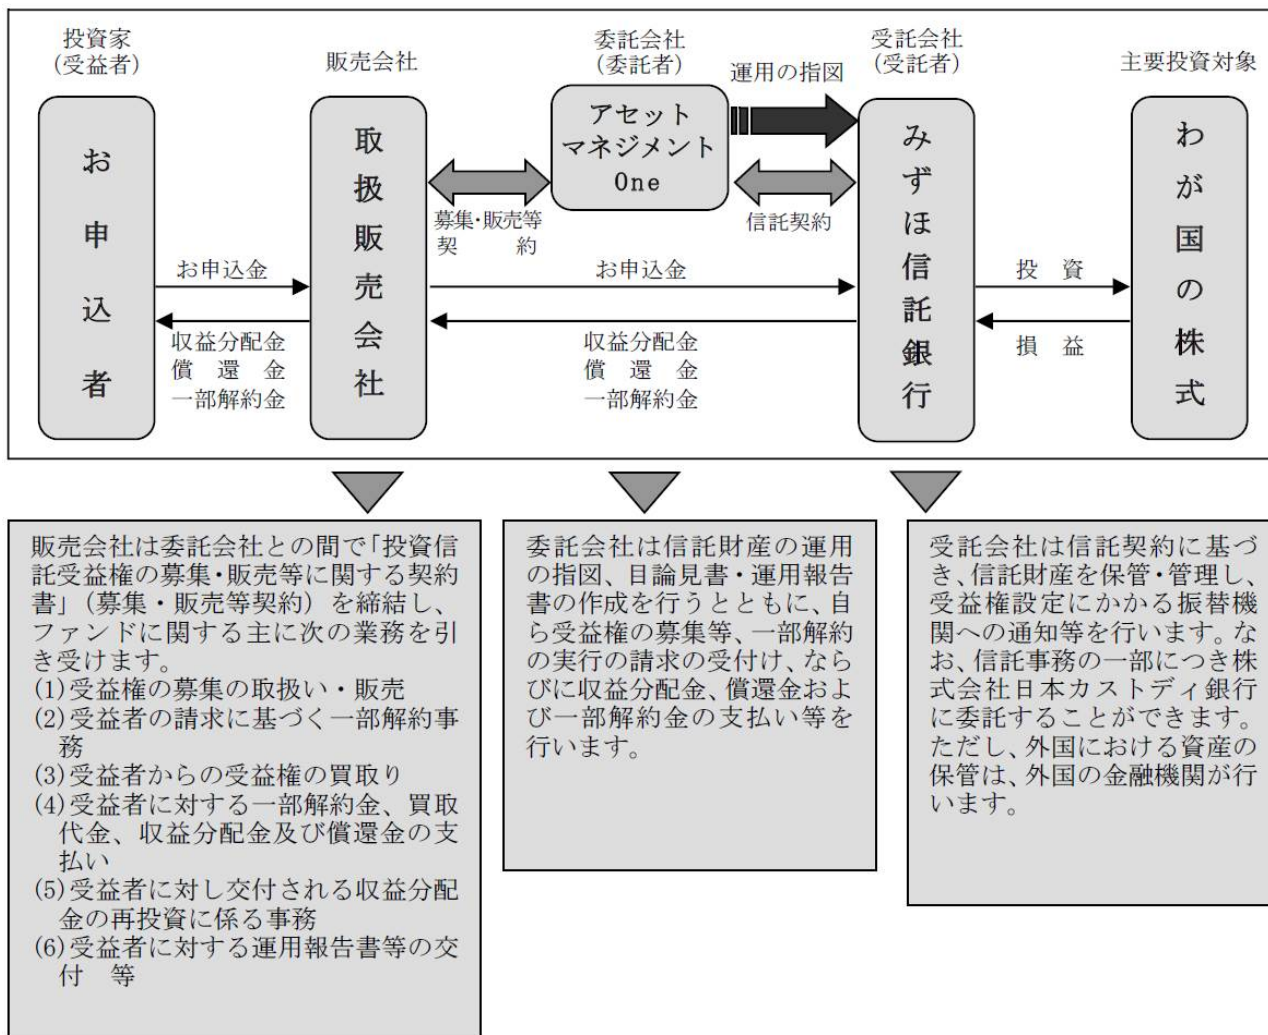 投資家
(受益者)
販売会社
委託会社
(委託者)
運用の指図
受託会社
(受託者)
主要投資対象
お申込者
取扱販売会社
アセット
マネジメント
One
みずほ信託銀行
わが国の株式
募集・販売等
契　約
信託契約
お申込金
収益分配金
償　還　金
一部解約金
お申込金
収益分配金
償　還　金
一部解約金
投　資
損　益
販売会社は委託会社との間で「投資信
託受益権の募集・販売等に関する契約
書」（募集・販売等契約）を締結し、
ファンドに関する主に次の業務を引
き受けます。
(1)受益権の募集の取扱い・販売
(2)受益者の請求に基づく一部解約事
務
(3)受益者からの受益権の買取り
(4)受益者に対する一部解約金、買取
代金、収益分配金及び償還金の支
払い
(5)受益者に対し交付される収益分配
金の再投資に係る事務
(6)受益者に対する運用報告書等の交
付　等
委託会社は信託財産の運用
の指図、目論見書・運用報告
書の作成を行うとともに、自
ら受益権の募集等、一部解約
の実行の請求の受付け、なら
びに収益分配金、償還金およ
び一部解約金の支払い等を
行います。
受託会社は信託契約に基づ
き、信託財産を保管・管理し、
受益権設定にかかる振替機
関への通知等を行います。な
お、信託事務の一部につき株
式会社日本カストディ銀行
に委託することができます。
ただし、外国における資産の
保管は、外国の金融機関が行
います。